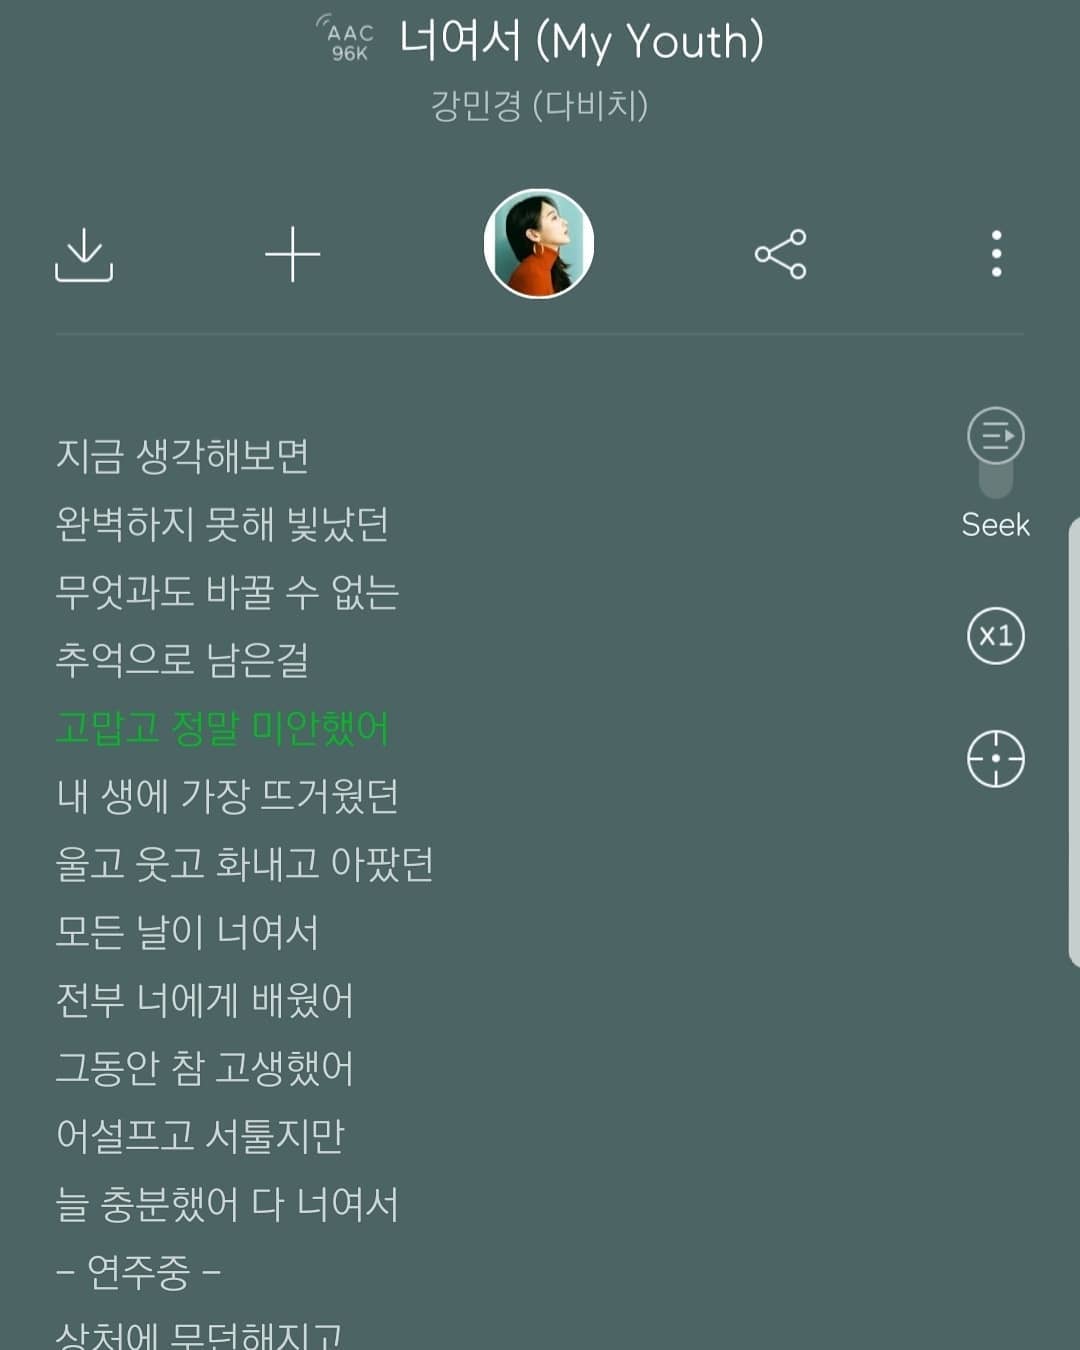 AAC
96K
너여서 (My Youth)
강민경 (다비치)
지금 생각해보면
완벽하지 못해 빛났던
Seek
무엇과도 바꿀 수 없는
x1
추억으로 남은걸
고맙고 정말 미안했어
내 생에 가장 뜨거웠던
울고 웃고 화내고 아팠던
모든 날이 너여서
전부 너에게 배웠어
그동안 참 고생했어
어설프고 서툴지만
늘 충분했어 다 너여서
- 연주중 -
상처에 무던해지고